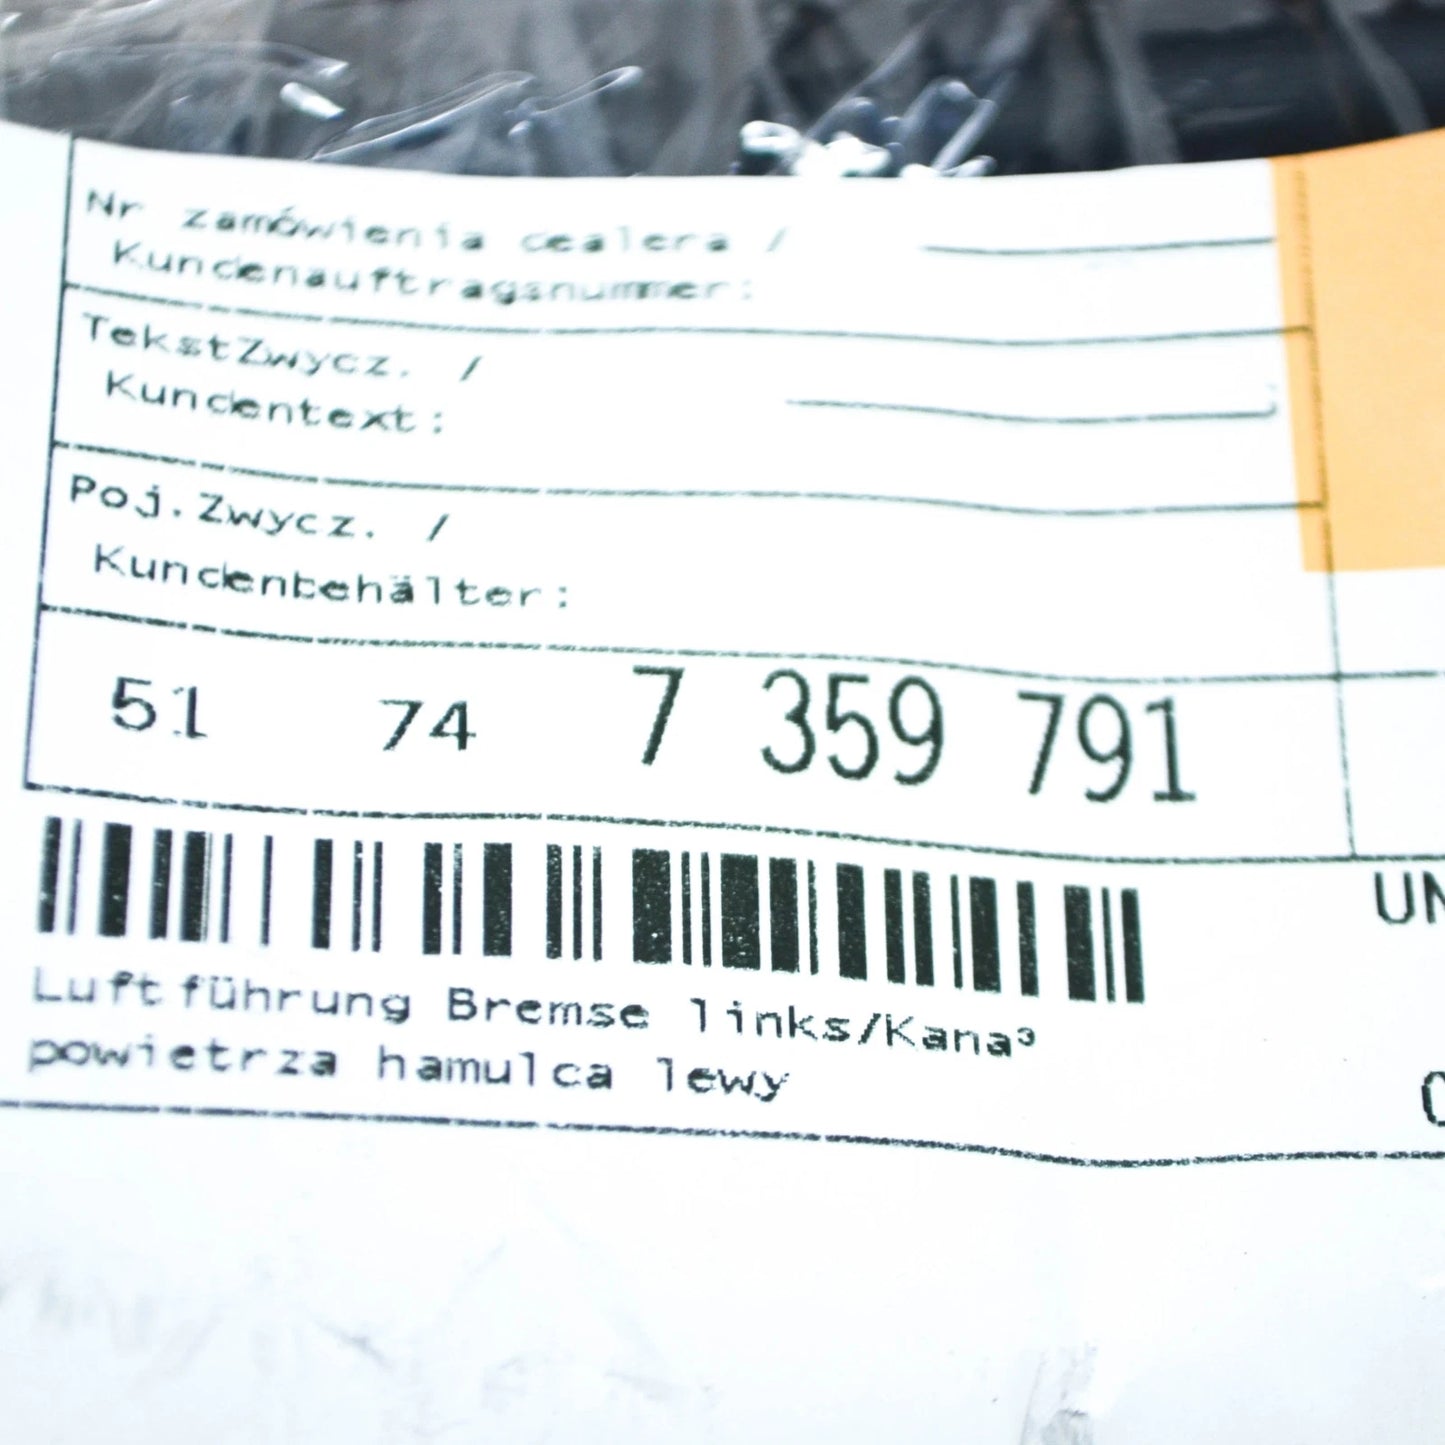 Nr zamówienia dealera /
Kundenauftragsnummer:
TekstZwycz. /
Kundentext:
Poj.Zwycz. /
Kundenbehälter:
51 74 7 359 791
Luftführung Bremse links/Kana³
powietrza hamulca lewy
UN